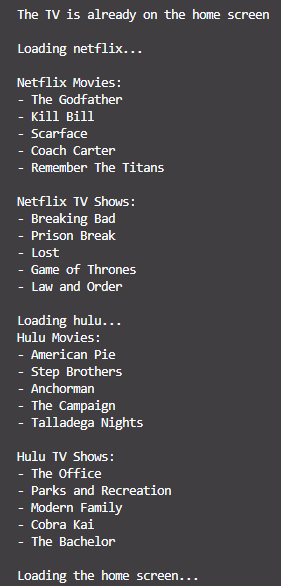 The TV is already on the home screen
Loading netflix...
Netflix Movies:
- The Godfather
- Kill Bill
- Scarface
- Coach Carter
- Remember The Titans
Netflix TV Shows:
- Breaking Bad
- Prison Break
- Lost
- Game of Thrones
- Law and Order
Loading hulu...
Hulu Movies:
- American Pie
- Step Brothers
- Anchorman
- The Campaign
- Talladega Nights
Hulu TV Shows:
- The Office
- Parks and Recreation
- Modern Family
- Cobra Kai
- The Bachelor
Loading the home screen...